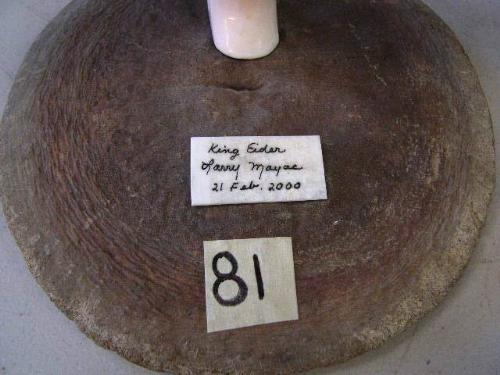 King Eider
Larry Mayac
21 Feb. 2000
81